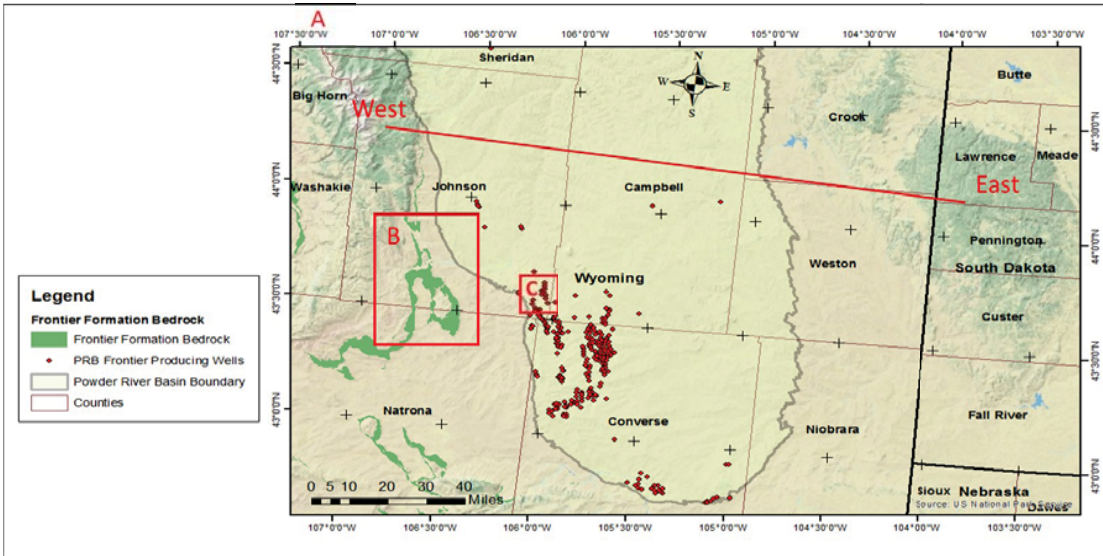 A
107°30'0"W 107°0'0"W 106°30'0"W 106°0'0"W 105°30'0"W 105°0'0"W 104°30'0"W 104°0'0"W 103°30'0"W
44°30'0"N
Sheridan
N
W E
S
Butte
Big Horn
West
Crook
44°30'0"N
Lawrence
Meade
44°0'0"N
Washakie
Johnson
Campbell
East
B
Pennington
44°0'0"N
Wyoming
Weston
South Dakota
C
43°30'0"N
Custer
43°30'0"N
Legend
Frontier Formation Bedrock
Frontier Formation Bedrock
PRB Frontier Producing Wells
Powder River Basin Boundary
Counties
43°0'0"N
Natrona
Converse
Niobrara
Fall River
43°0'0"N
0 5 10 20 30 40
Miles
Sioux Nebraska
Source: US National Park Service
Dawes
107°0'0"W 106°30'0"W 106°0'0"W 105°30'0"W 105°0'0"W 104°30'0"W 104°0'0"W 103°30'0"W